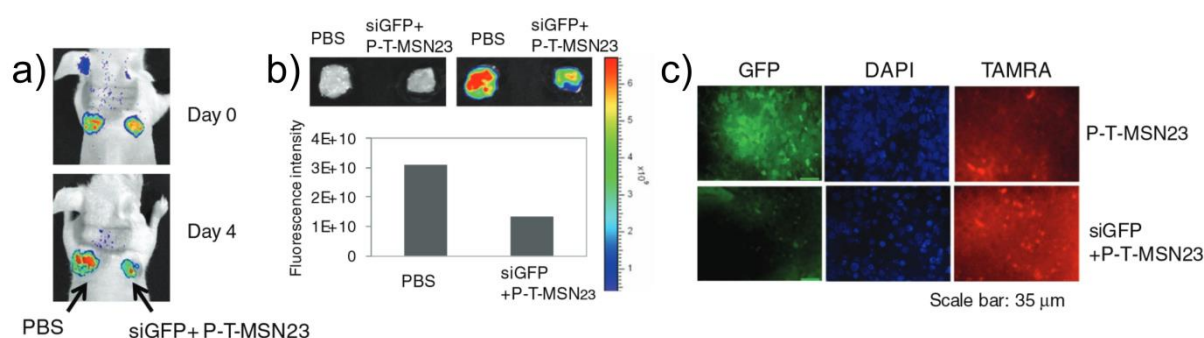 a)
Day 0
Day 4
PBS
siGFP+ P-T-MSN23
b)
PBS
siGFP+
P-T-MSN23
PBS
siGFP+
P-T-MSN23
Fluorescence intensity
4E+10
3E+10
2E+10
1E+10
0
PBS
siGFP
+P-T-MSN23
6
5
4
3
2
1
c)
GFP
DAPI
TAMRA
P-T-MSN23
siGFP
+P-T-MSN23
Scale bar: 35 μm